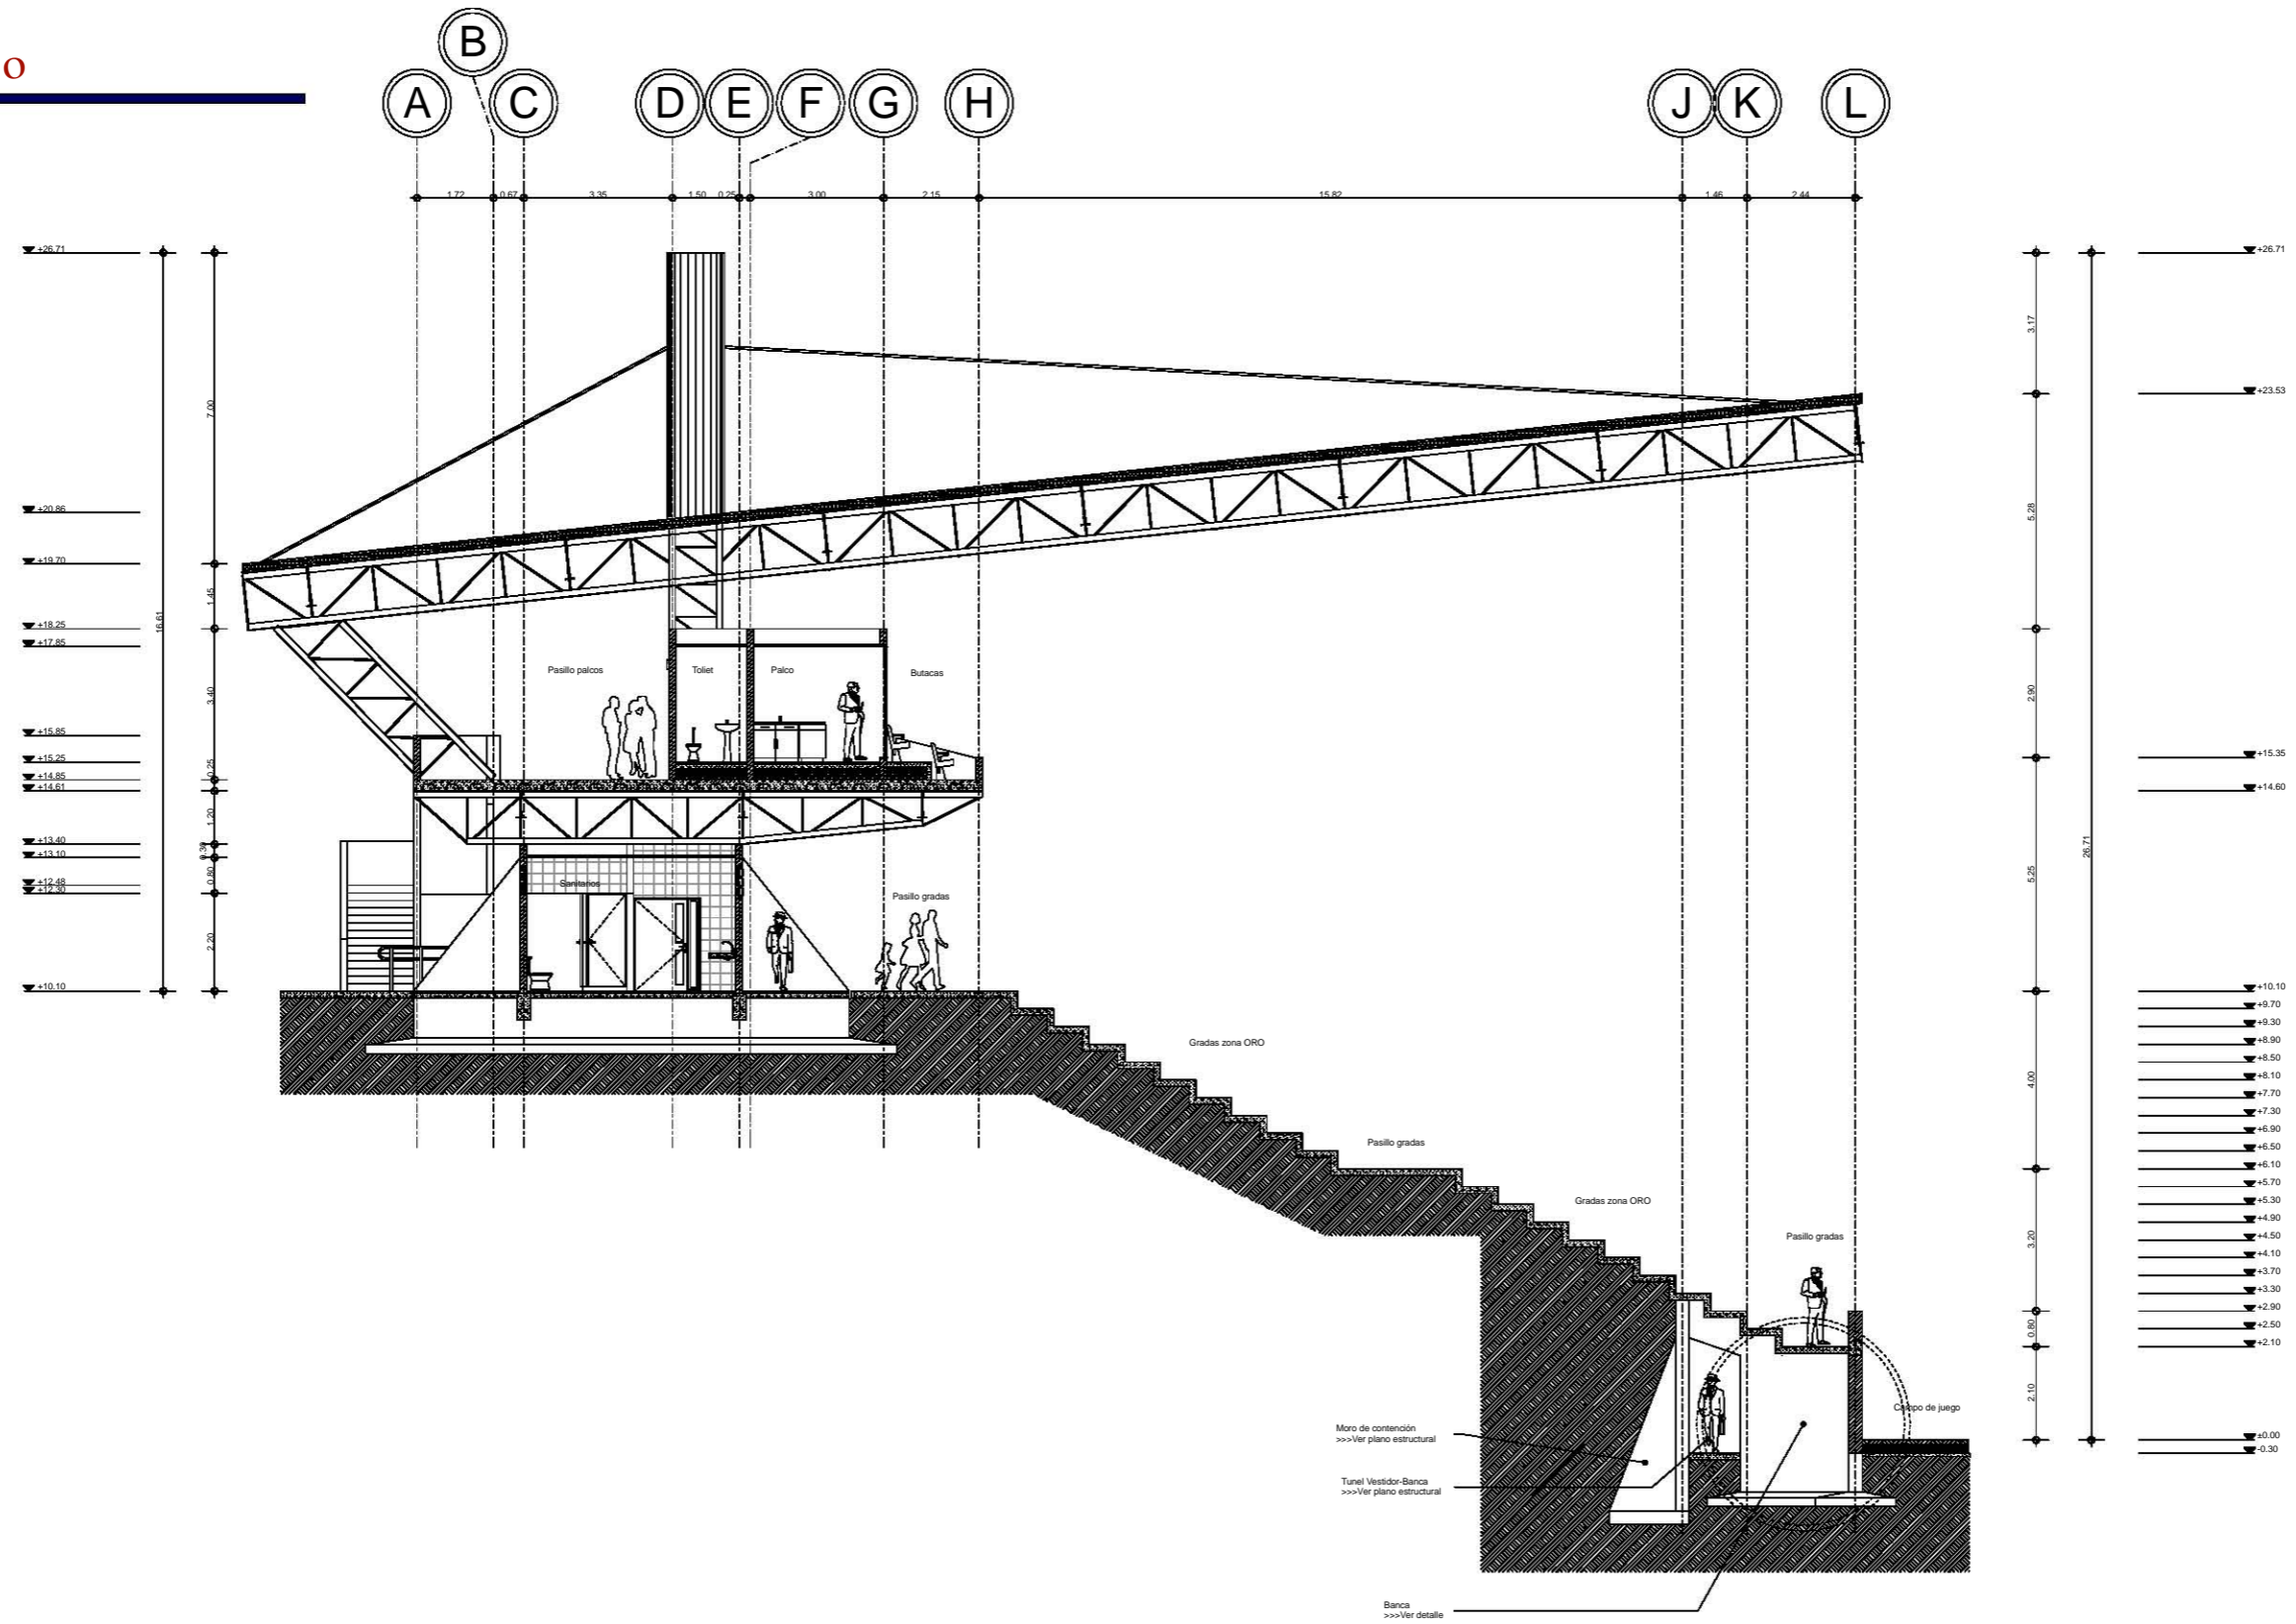 o
B
A
C
D
E
F
G
H
J
K
L
1.72
0.67
3.35
1.50
0.25
3.00
2.15
15.82
1.46
2.44
+26.71
+20.86
+19.70
+18.25
+17.85
+15.85
+15.25
+14.85
+14.61
+13.40
+13.10
+12.48
+12.30
+10.10
16.61
7.00
1.45
3.40
0.25
1.20
0.30
0.80
2.20
Pasillo palcos
Toliet
Palco
Butacas
Sanitarios
Pasillo gradas
Gradas zona ORO
Pasillo gradas
Gradas zona ORO
Pasillo gradas
Campo de juego
Moro de contención
>>>Ver plano estructural
Tunel Vestidor-Banca
>>>Ver plano estructural
Banca
>>>Ver detalle
3.17
5.28
2.90
5.25
4.00
3.20
0.80
2.10
26.71
+26.71
+23.53
+15.35
+14.60
+10.10
+9.70
+9.30
+8.90
+8.50
+8.10
+7.70
+7.30
+6.90
+6.50
+6.10
+5.70
+5.30
+4.90
+4.50
+4.10
+3.70
+3.30
+2.90
+2.50
+2.10
±0.00
-0.30